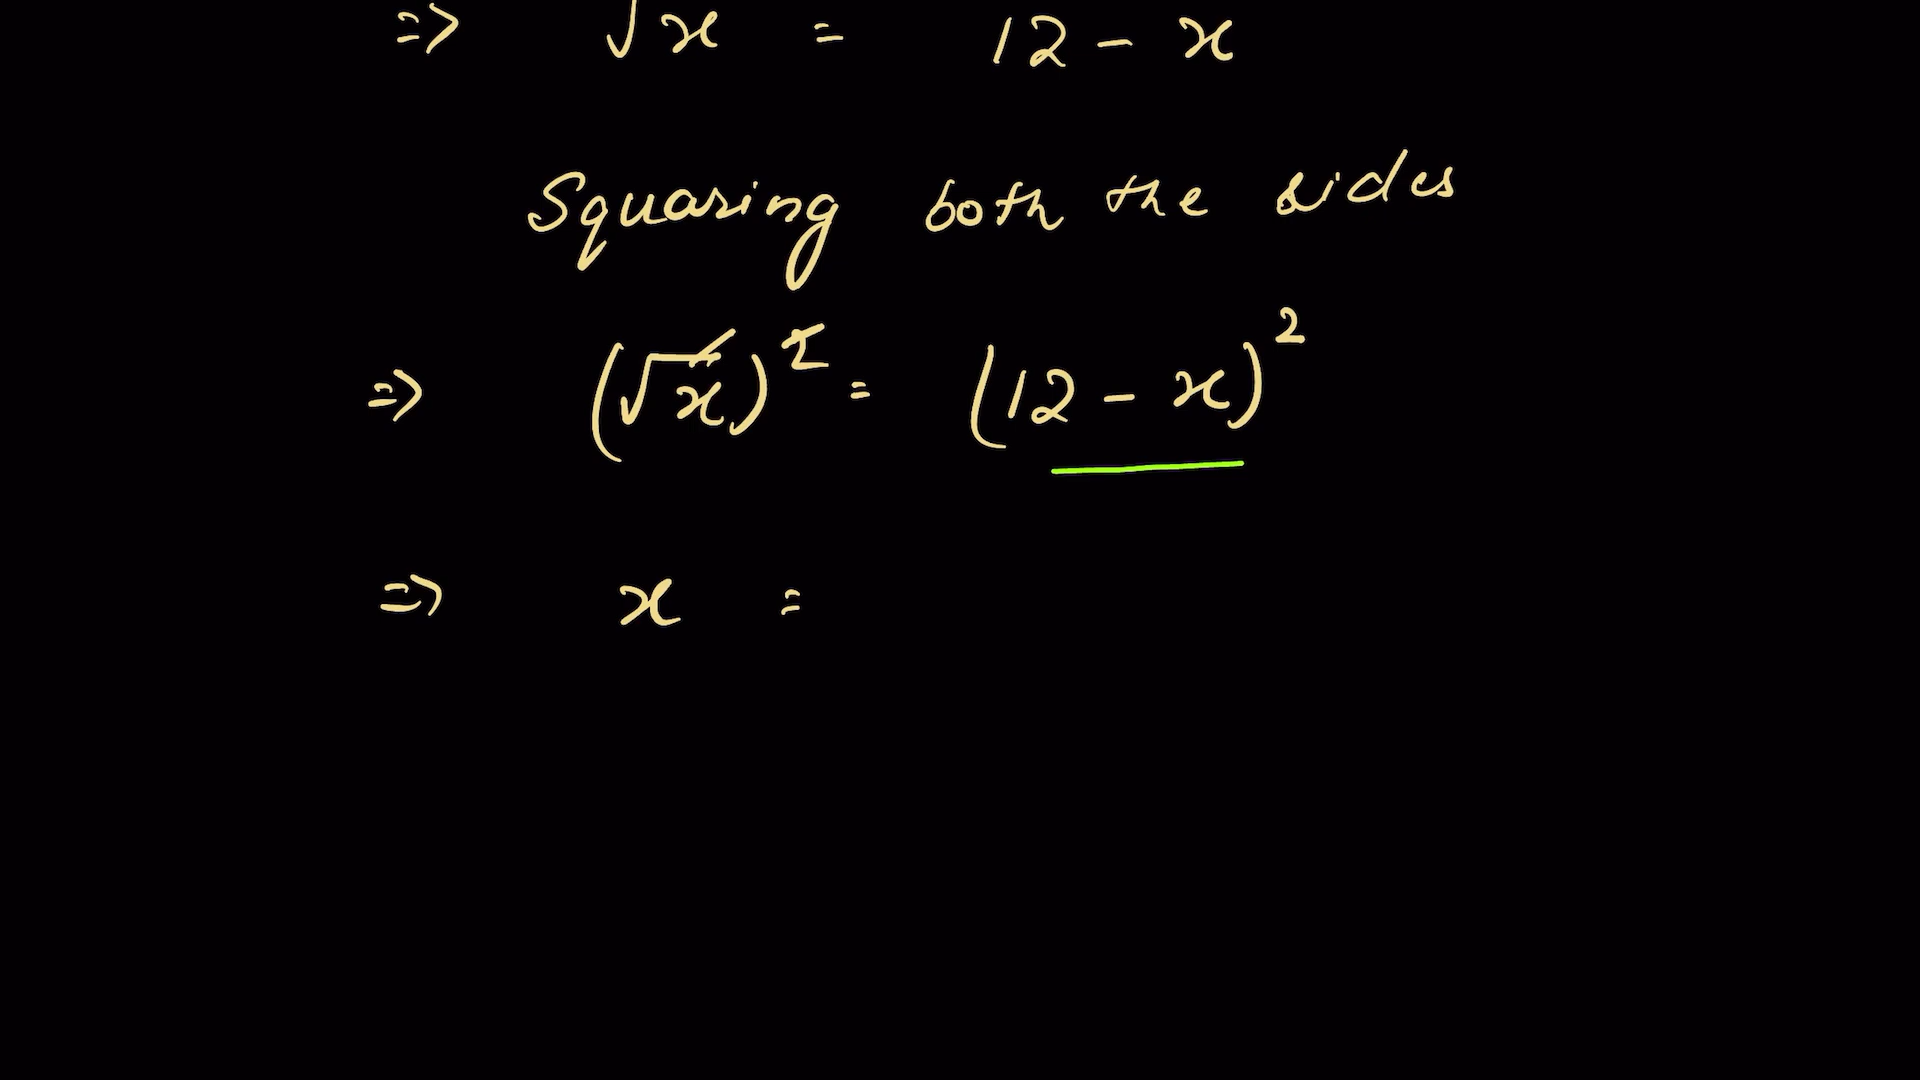 ⇒ √x = 12 - x
Squaring both the sides
⇒ (√x)² = (12 - x)²
⇒ x =